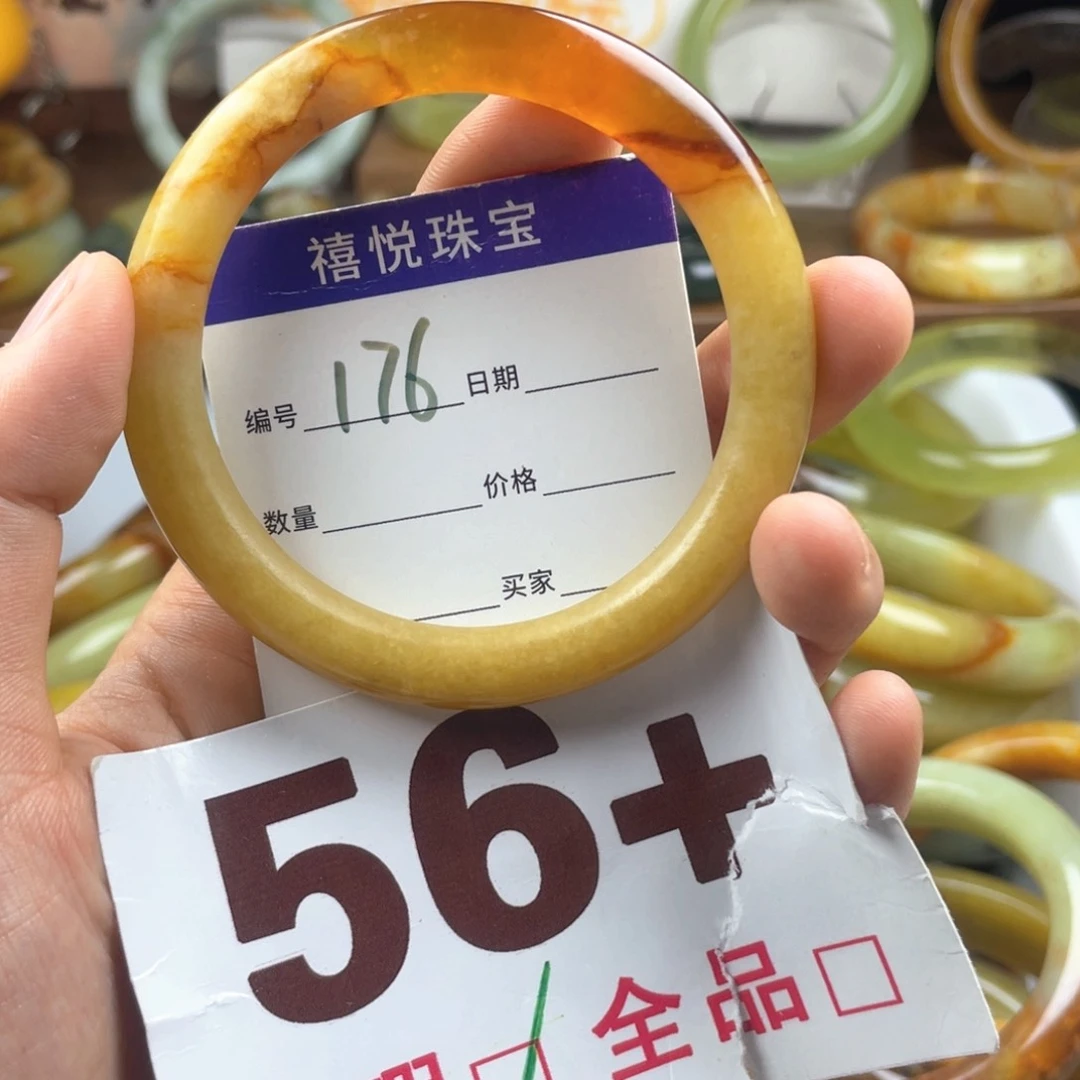 禧悦珠宝
编号 176 日期
数量 价格
买家
56+
全品